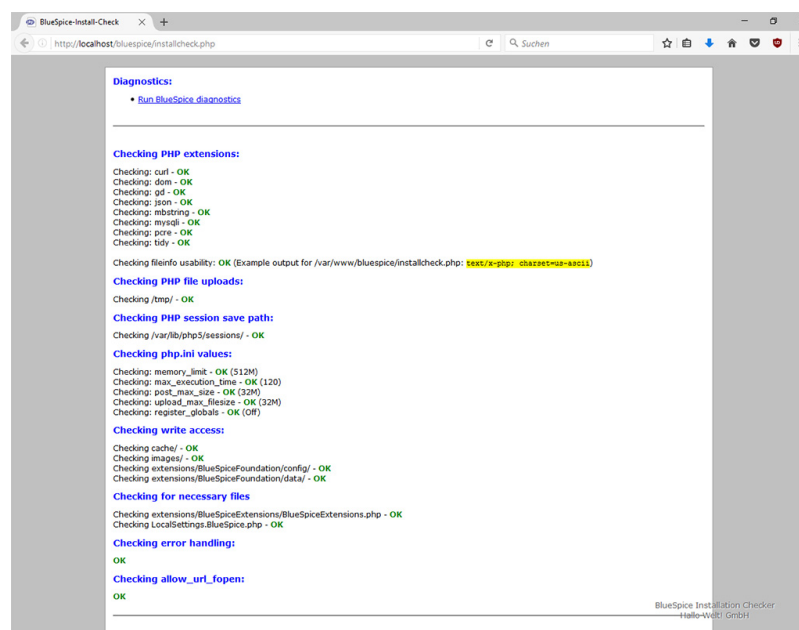 BlueSpice-Install-Check
http://localhost/bluespice/installcheck.php
Suchen
Diagnostics:
Run BlueSpice diagnostics
Checking PHP extensions:
Checking: curl - OK
Checking: dom - OK
Checking: gd - OK
Checking: json - OK
Checking: mbstring - OK
Checking: mysqli - OK
Checking: pcre - OK
Checking: tidy - OK
Checking fileinfo usability: OK (Example output for /var/www/bluespice/installcheck.php: text/x-php; charset=us-ascii)
Checking PHP file uploads:
Checking /tmp/ - OK
Checking PHP session save path:
Checking /var/lib/php5/sessions/ - OK
Checking php.ini values:
Checking: memory_limit - OK (512M)
Checking: max_execution_time - OK (120)
Checking: post_max_size - OK (32M)
Checking: upload_max_filesize - OK (32M)
Checking: register_globals - OK (Off)
Checking write access:
Checking cache/ - OK
Checking images/ - OK
Checking extensions/BlueSpiceFoundation/config/ - OK
Checking extensions/BlueSpiceFoundation/data/ - OK
Checking for necessary files
Checking extensions/BlueSpiceExtensions/BlueSpiceExtensions.php - OK
Checking LocalSettings.BlueSpice.php - OK
Checking error handling:
OK
Checking allow_url_fopen:
OK
BlueSpice Installation Checker
Hallo Welt! GmbH